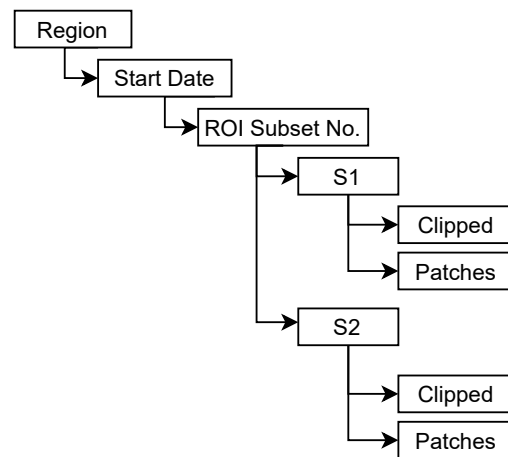 Region
Start Date
ROI Subset No.
S1
Clipped
Patches
S2
Clipped
Patches